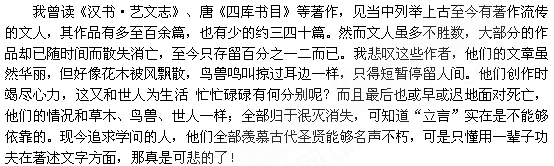 我曾读《汉书·艺文志》、唐《四库书目》等著作，见当中列举上古至今有著作流传
的文人，其作品有多至百余篇，也有少的约三四十篇。然而文人虽多不胜数，大部分的
作品却已随时间而散失消亡，至今只存留百分之一二而已。我悲叹这些作者，他们的文章虽
然华丽，但好像花木被风飘散，鸟兽鸣叫掠过耳边一样，只得短暂停留人间。他们创作时
竭尽心力，这又和世人为生活 忙忙碌碌有何分别呢？而且最后也或早或迟地面对死亡，
他们的情况和草木、鸟兽、世人一样；全部归于泯灭消失，可知道“立言”实在是不能够
依靠的。现今追求学问的人，他们全部羡慕古代圣贤能够名声不朽，可是只懂用一辈子功
夫在著述文字方面，那真是可悲的了！